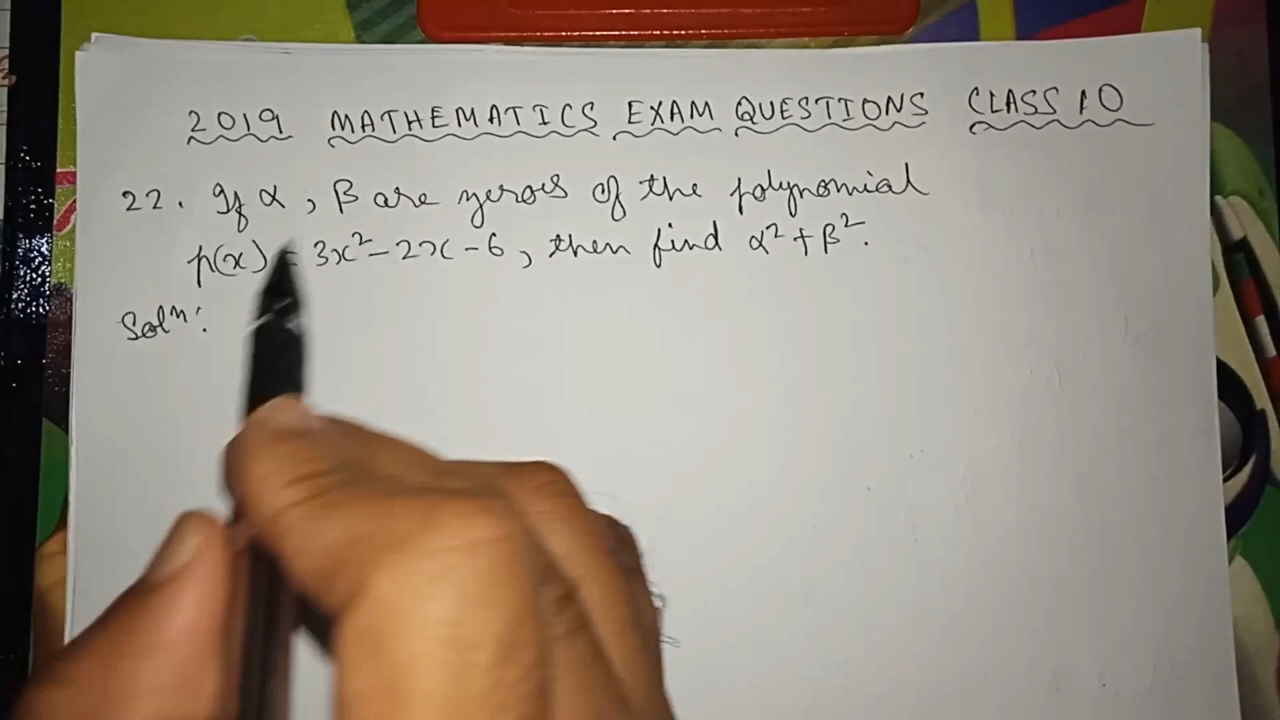 2019 MATHEMATICS EXAM QUESTIONS CLASS 10
22. If α, β are zeros of the polynomial
p(x) = 3x² - 2x - 6, then find α² + β².
Solⁿ: